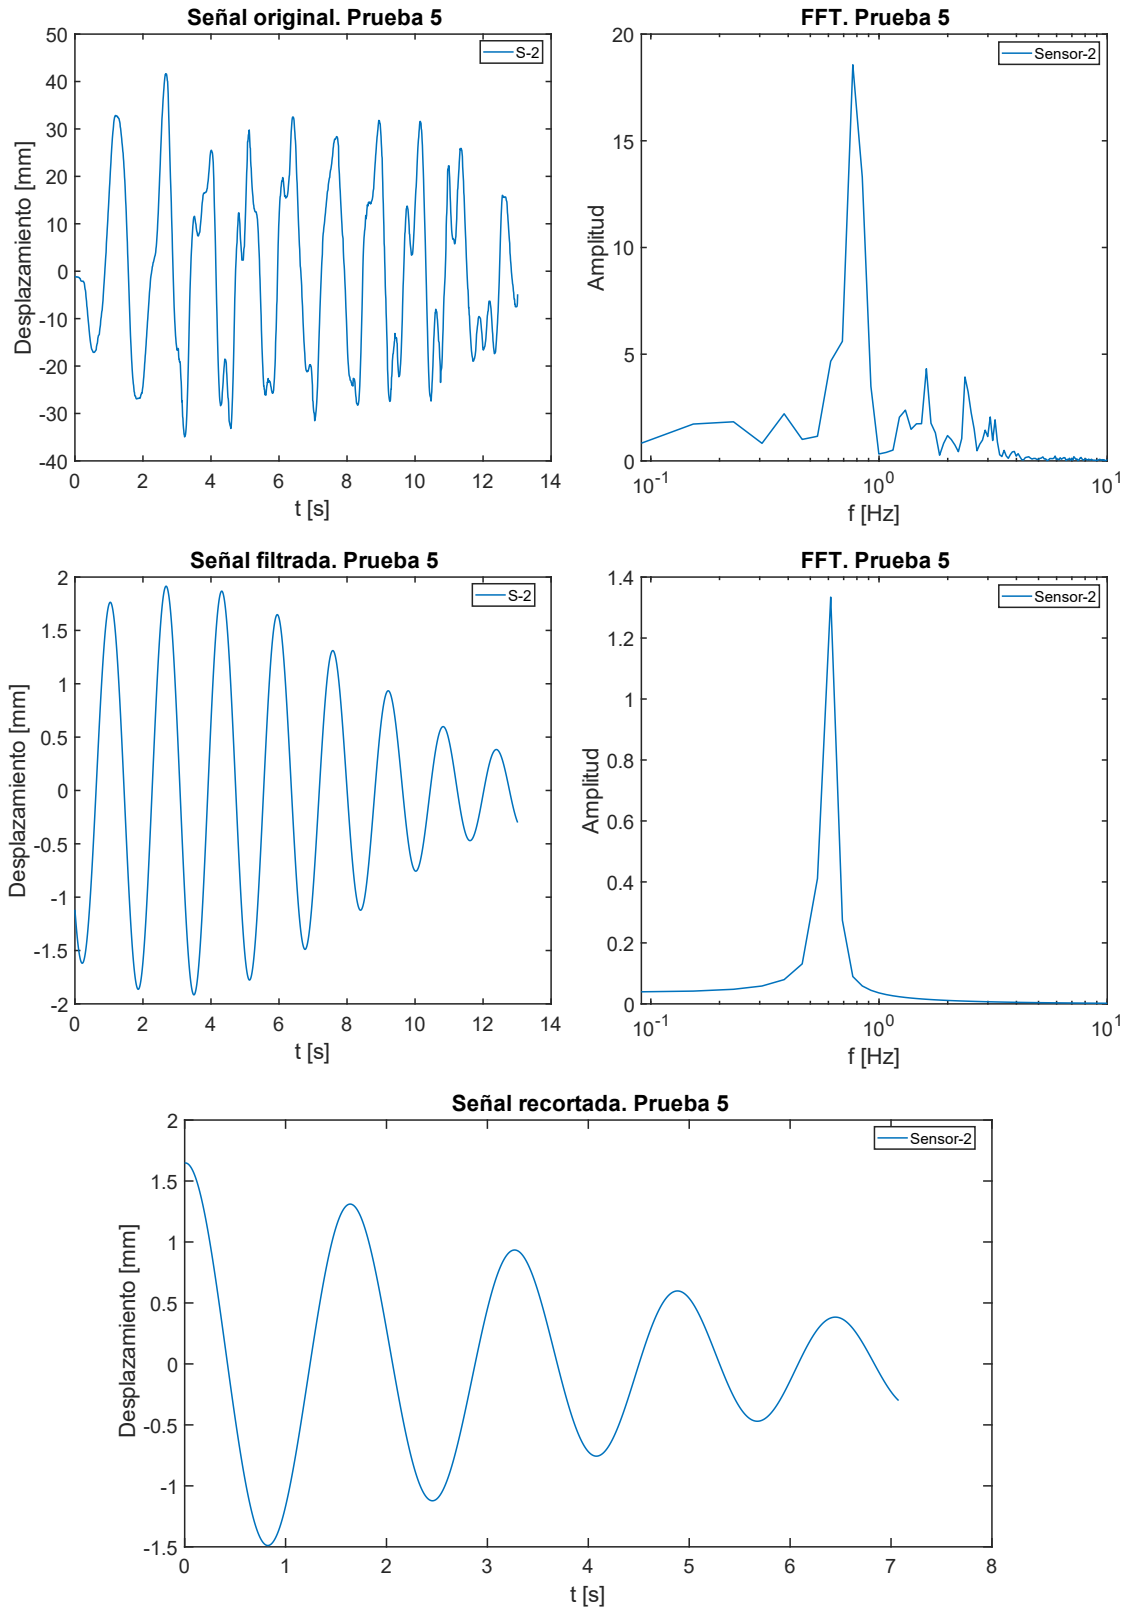 Señal original. Prueba 5
50
40
30
20
10
0
-10
-20
-30
-40
0 2 4 6 8 10 12 14
Desplazamiento [mm]
t [s]
S-2
FFT. Prueba 5
20
15
10
5
0
10-1 100 101
Amplitud
f [Hz]
Sensor-2
Señal filtrada. Prueba 5
2
1.5
1
0.5
0
-0.5
-1
-1.5
-2
0 2 4 6 8 10 12 14
Desplazamiento [mm]
t [s]
S-2
FFT. Prueba 5
1.4
1.2
1
0.8
0.6
0.4
0.2
0
10-1 100 101
Amplitud
f [Hz]
Sensor-2
Señal recortada. Prueba 5
2
1.5
1
0.5
0
-0.5
-1
-1.5
0 1 2 3 4 5 6 7 8
Desplazamiento [mm]
t [s]
Sensor-2